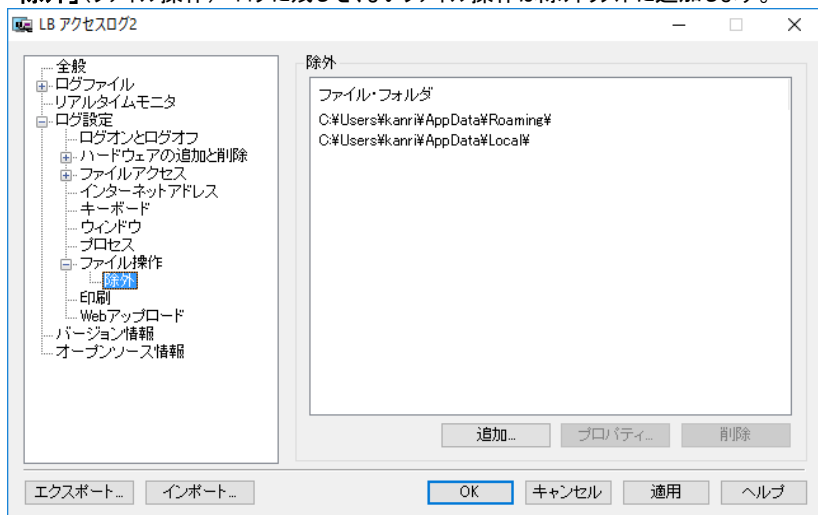 LB アクセスログ2
全般
ログファイル
リアルタイムモニタ
ログ設定
ログオンとログオフ
ハードウェアの追加と削除
ファイルアクセス
インターネットアドレス
キーボード
ウィンドウ
プロセス
ファイル操作
除外
印刷
Webアップロード
バージョン情報
オープンソース情報
除外
ファイル・フォルダ
C:¥Users¥kanri¥AppData¥Roaming¥
C:¥Users¥kanri¥AppData¥Local¥
追加...
プロパティ...
削除
エクスポート...
インポート...
OK
キャンセル
適用
ヘルプ